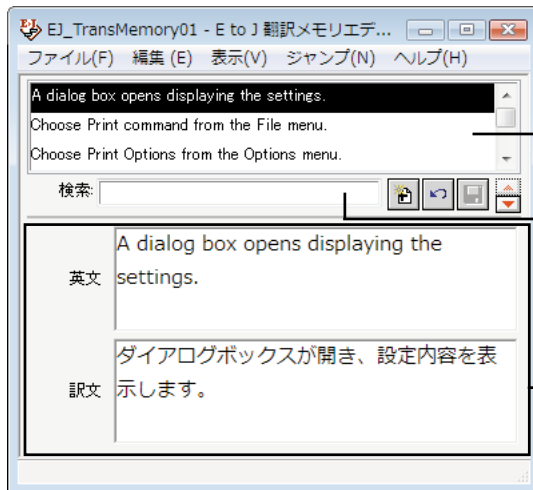 EJ_TransMemory01 - E to J 翻訳メモリエデ...
ファイル(F) 編集(E) 表示(V) ジャンプ(N) ヘルプ(H)
A dialog box opens displaying the settings.
Choose Print command from the File menu.
Choose Print Options from the Options menu.
検索:
英文
A dialog box opens displaying the
settings.
訳文
ダイアログボックスが開き、設定内容を表
示します。